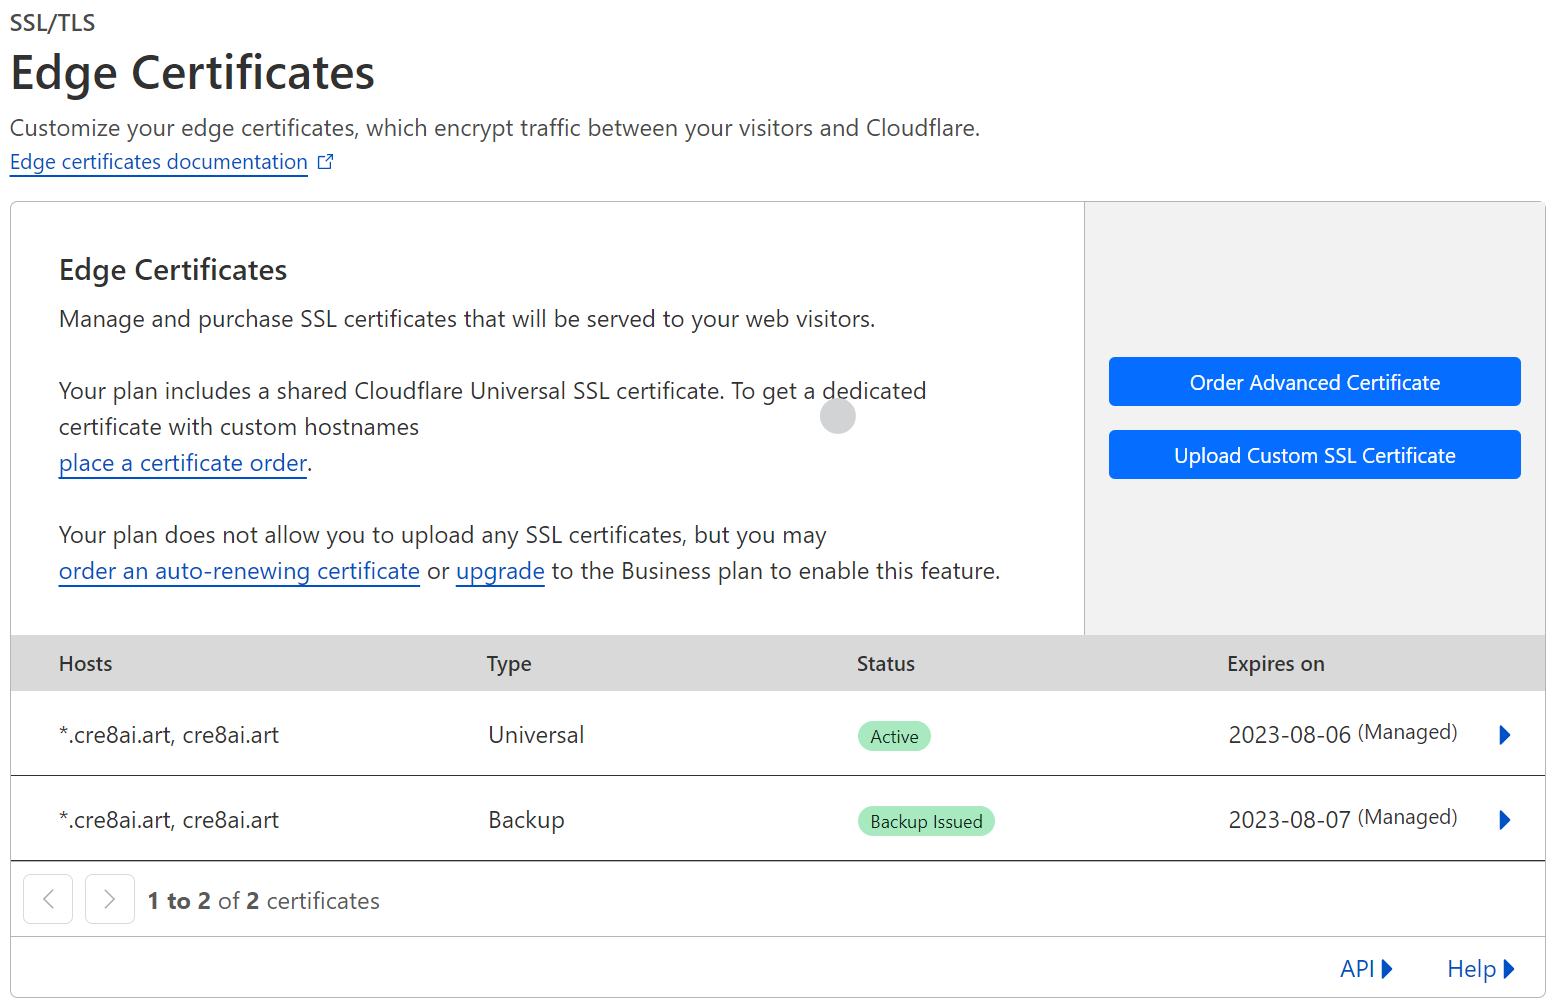 SSL/TLS
Edge Certificates
Customize your edge certificates, which encrypt traffic between your visitors and Cloudflare.
Edge certificates documentation
Edge Certificates
Manage and purchase SSL certificates that will be served to your web visitors.
Your plan includes a shared Cloudflare Universal SSL certificate. To get a dedicated
certificate with custom hostnames
place a certificate order.
Your plan does not allow you to upload any SSL certificates, but you may
order an auto-renewing certificate or upgrade to the Business plan to enable this feature.
Order Advanced Certificate
Upload Custom SSL Certificate
Hosts Type Status Expires on
*.cre8ai.art, cre8ai.art Universal Active 2023-08-06 (Managed)
*.cre8ai.art, cre8ai.art Backup Backup Issued 2023-08-07 (Managed)
1 to 2 of 2 certificates
API Help